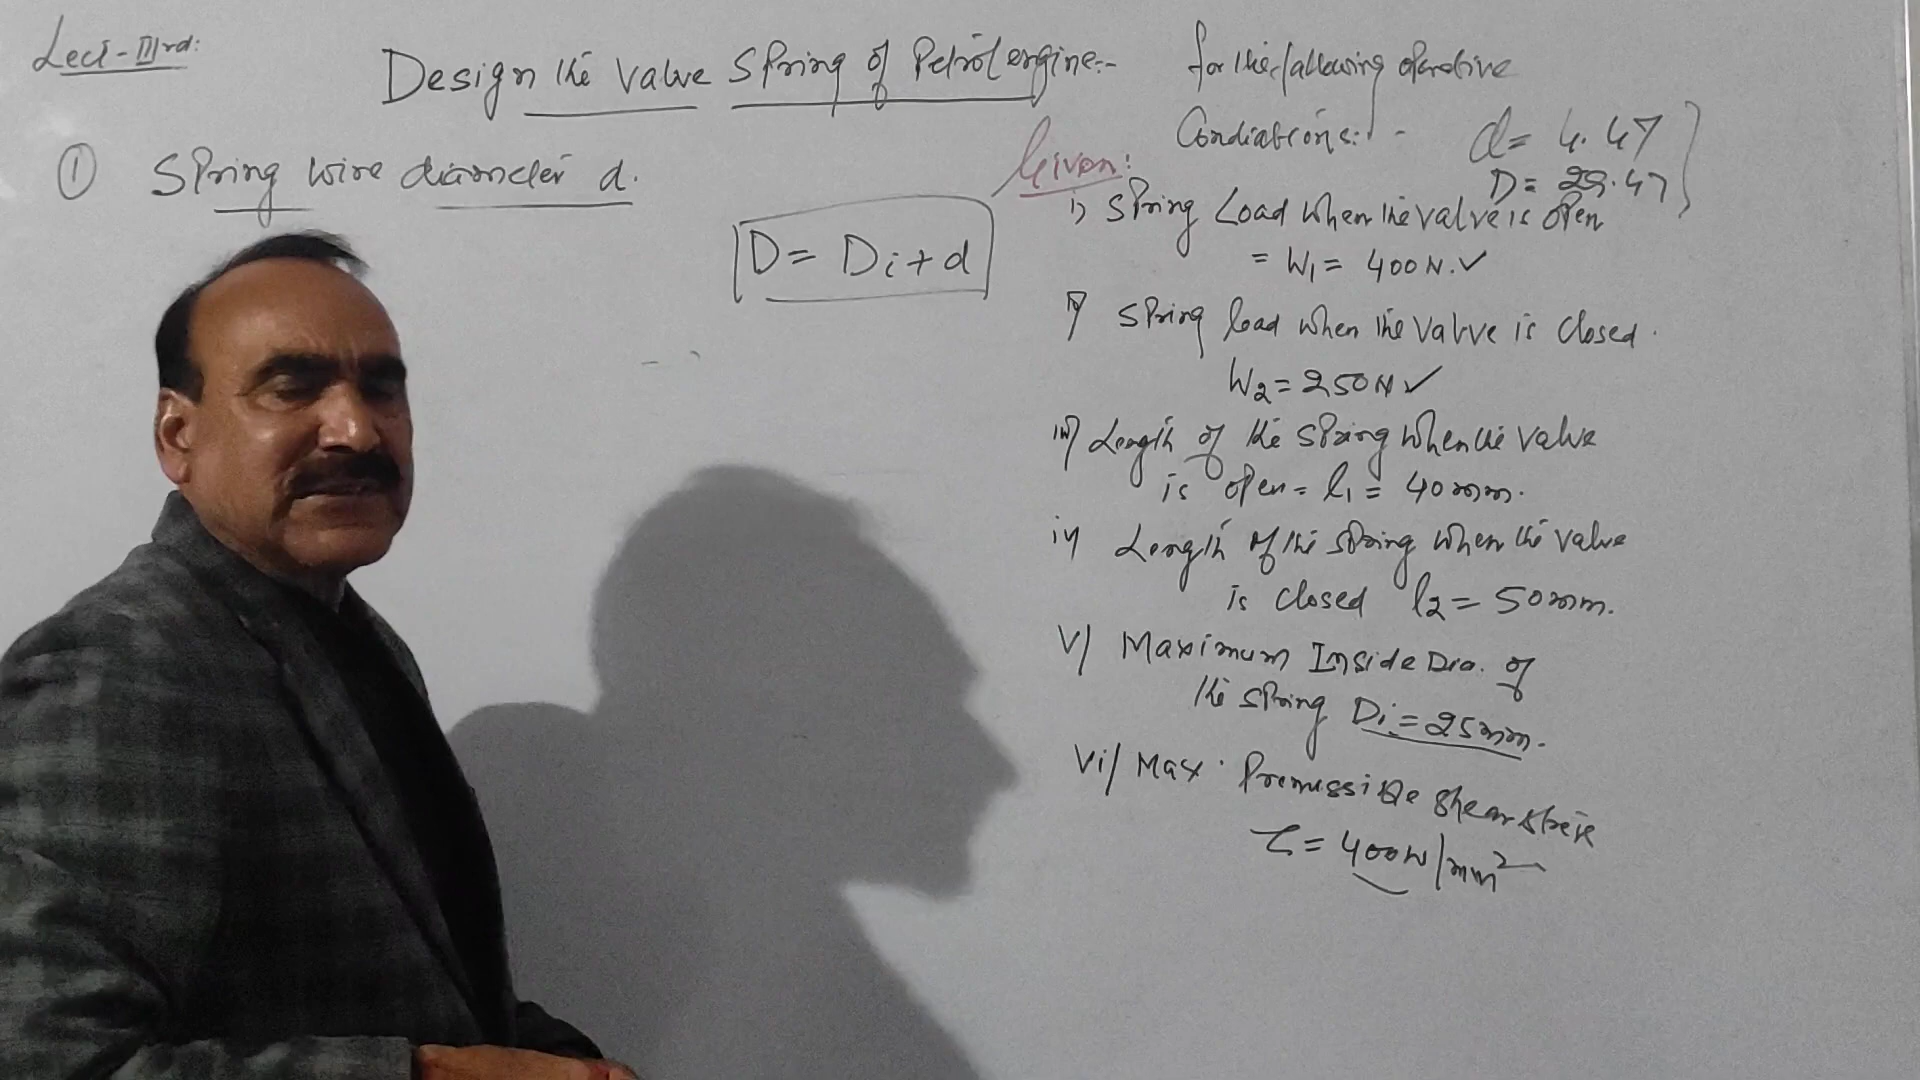 Lect-IIIrd:
Design the valve Spring of Petrol engine:-
for the following operative
Condiations:-
d = 4.47
D = 29.47
① Spring wire diameter d.
Given:
D = Di + d
i) Spring Load when the valve is open
= W1 = 400 N. ✓
ii) Spring load when the valve is closed.
W2 = 250 N ✓
iii) Length of the spring when the valve
is open = l1 = 40 mm.
iv) Length of the spring when the valve
is closed l2 = 50 mm.
V) Maximum Inside Dia. of
the spring Di = 25 mm.
Vi) Max. Premissible shear stress
τ = 400 N/mm²